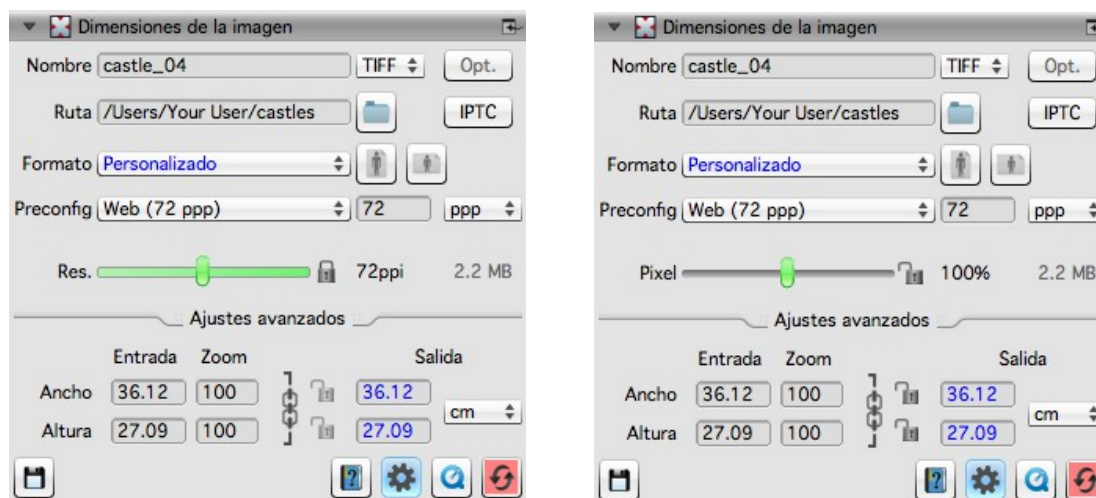 Dimensiones de la imagen
Nombre castle_04 TIFF Opt.
Ruta /Users/Your User/castles IPTC
Formato Personalizado
Preconfig Web (72 ppp) 72 ppp
Res. 72ppi 2.2 MB
Ajustes avanzados
Entrada Zoom Salida
Ancho 36.12 100 36.12
cm
Altura 27.09 100 27.09
Dimensiones de la imagen
Nombre castle_04 TIFF Opt.
Ruta /Users/Your User/castles IPTC
Formato Personalizado
Preconfig Web (72 ppp) 72 ppp
Pixel 100% 2.2 MB
Ajustes avanzados
Entrada Zoom Salida
Ancho 36.12 100 36.12
cm
Altura 27.09 100 27.09